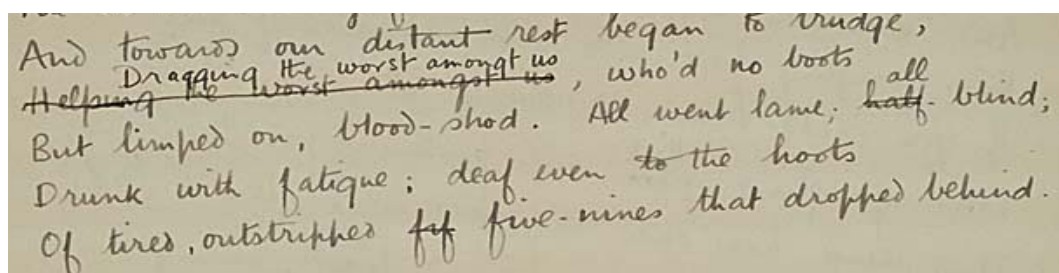 And towards our distant rest began to trudge,
Dragging the worst amongt us
Helping the worst amongst us, who'd no boots
all
But limped on, blood-shod. All went lame; half-blind;
Drunk with fatigue; deaf even to the hoots
Of tired, outstripped fif five-nines that dropped behind.